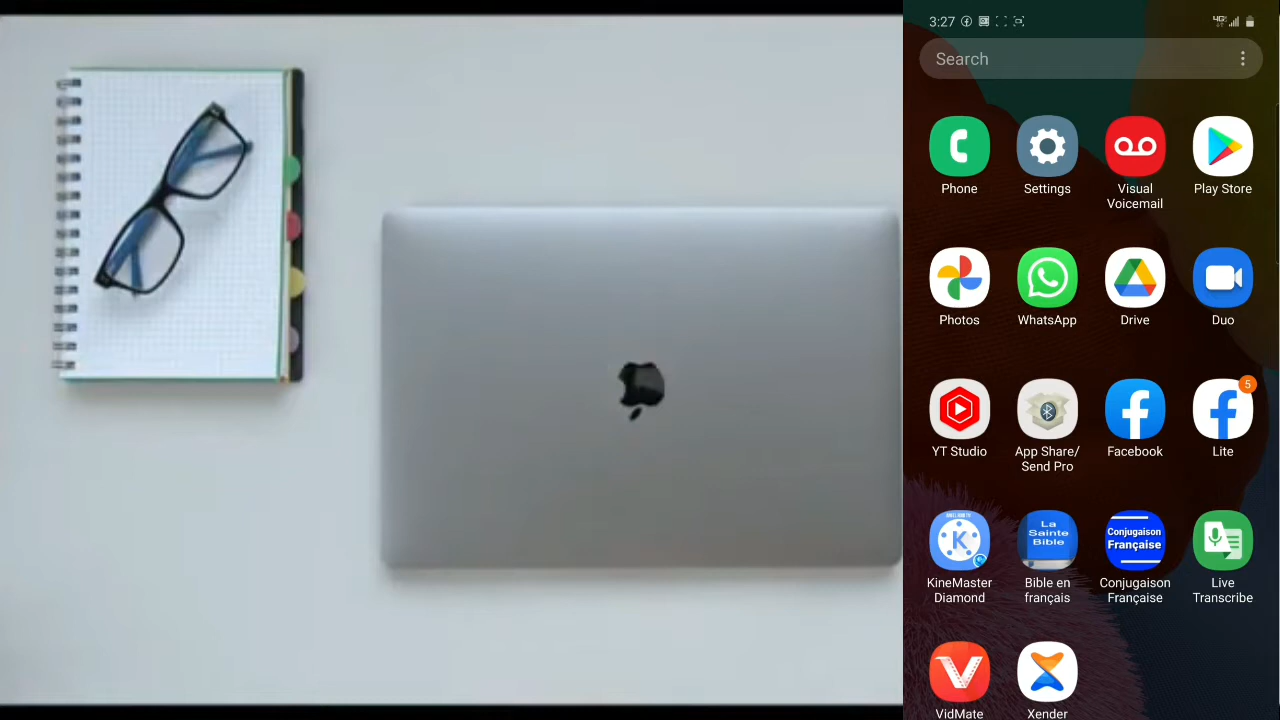 3:27
4G
Search
Phone
Settings
Visual
Voicemail
Play Store
Photos
WhatsApp
Drive
Duo
YT Studio
App Share/
Send Pro
Facebook
5
Lite
K
KineMaster
Diamond
La
Sainte
Bible
Bible en
français
Conjugaison
Française
Conjugaison
Française
Live
Transcribe
VidMate
Xender